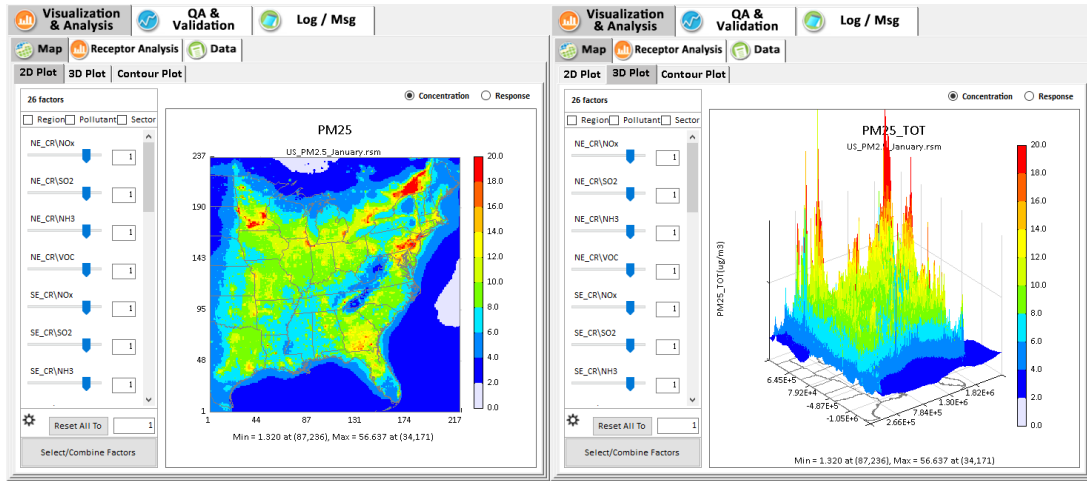 Visualization & Analysis
QA & Validation
Log / Msg
Map
Receptor Analysis
Data
2D Plot
3D Plot
Contour Plot
26 factors
Concentration
Response
Region
Pollutant
Sector
NE_CR\NOx
1
NE_CR\SO2
1
NE_CR\NH3
1
NE_CR\VOC
1
SE_CR\NOx
1
SE_CR\SO2
1
SE_CR\NH3
1
Reset All To
1
Select/Combine Factors
PM25
US_PM2.5_January.rsm
237
190
143
95
48
1
1
44
87
131
174
217
20.0
18.0
16.0
14.0
12.0
10.0
8.0
6.0
4.0
2.0
0.0
Min = 1.320 at (87,236), Max = 56.637 at (34,171)
Visualization & Analysis
QA & Validation
Log / Msg
Map
Receptor Analysis
Data
2D Plot
3D Plot
Contour Plot
26 factors
Concentration
Response
Region
Pollutant
Sector
NE_CR\NOx
1
NE_CR\SO2
1
NE_CR\NH3
1
NE_CR\VOC
1
SE_CR\NOx
1
SE_CR\SO2
1
SE_CR\NH3
1
Reset All To
1
Select/Combine Factors
PM25_TOT
US_PM2.5_January.rsm
PM25_TOT(ug/m3)
6.45E+5
7.92E+4
-4.87E+5
-1.05E+6
2.66E+5
7.84E+5
1.30E+6
1.82E+6
20.0
18.0
16.0
14.0
12.0
10.0
8.0
6.0
4.0
2.0
0.0
Min = 1.320 at (87,236), Max = 56.637 at (34,171)